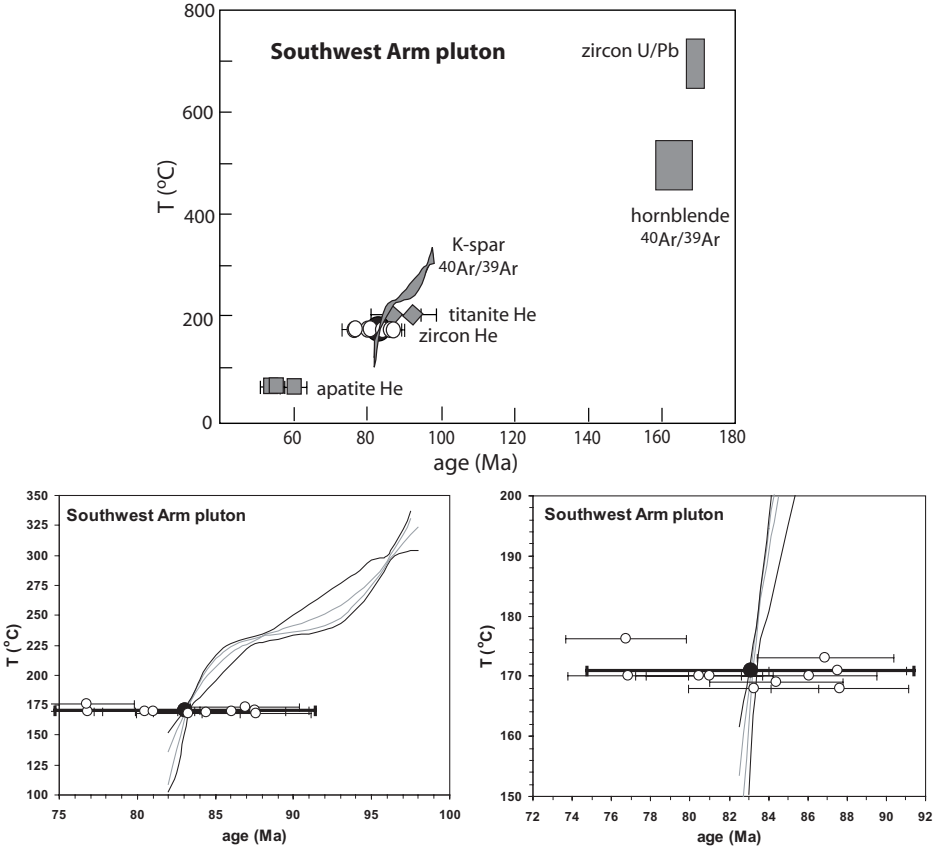 Southwest Arm pluton
800
600
400
200
0
T (°C)
zircon U/Pb
hornblende
40Ar/39Ar
K-spar
40Ar/39Ar
titanite He
zircon He
apatite He
60 80 100 120 140 160 180
age (Ma)
Southwest Arm pluton
350
325
300
275
250
225
200
175
150
125
100
T (°C)
75 80 85 90 95 100
age (Ma)
Southwest Arm pluton
200
190
180
170
160
150
T (°C)
72 74 76 78 80 82 84 86 88 90 92
age (Ma)